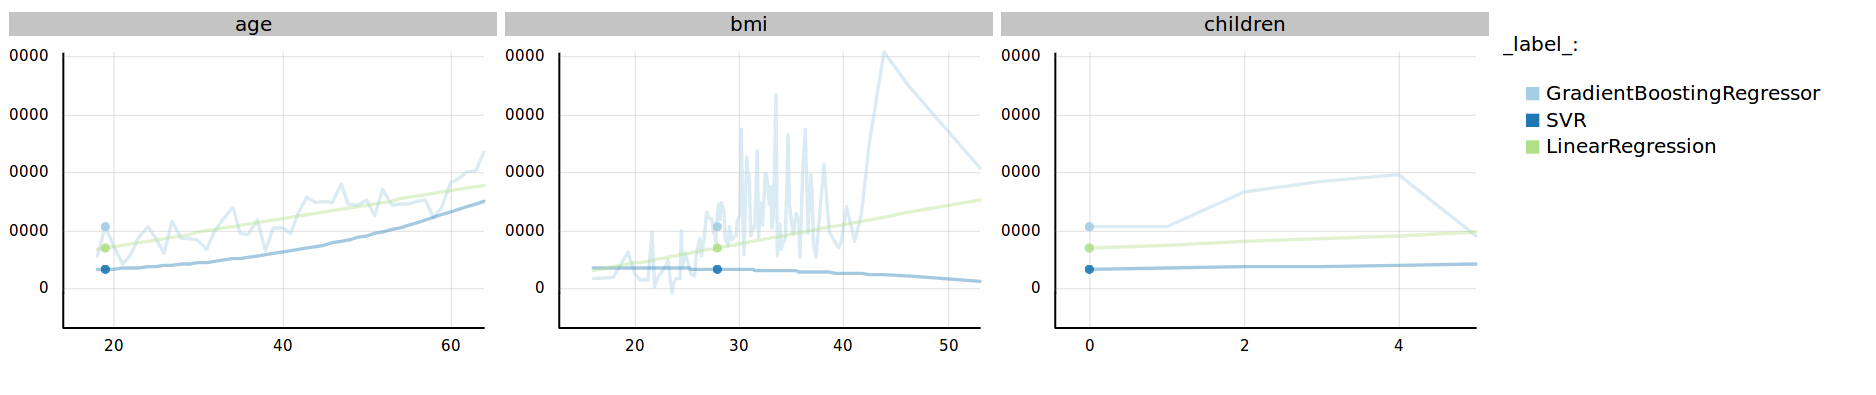 age bmi children
_label_:
GradientBoostingRegressor
SVR
LinearRegression
0000 0000 0000
0000 0000 0000
0000 0000 0000
0000 0000 0000
0 0 0
20 40 60 20 30 40 50 0 2 4